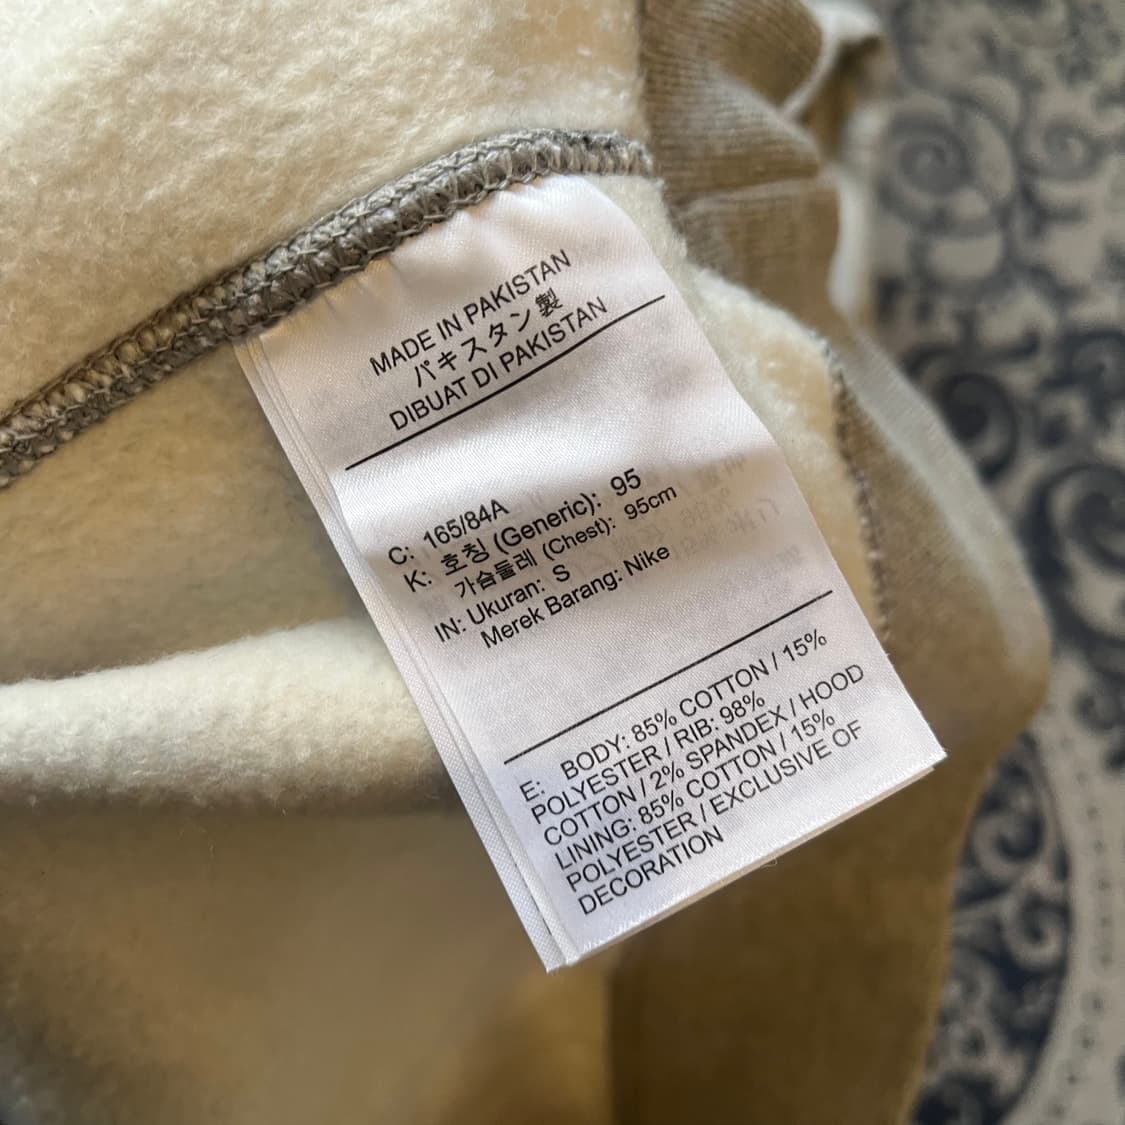 MADE IN PAKISTAN
パキスタン製
DIBUAT DI PAKISTAN
C: 165/84A
K: 호칭 (Generic): 95
가슴둘레 (Chest): 95cm
IN: Ukuran: S
Merek Barang: Nike
E: BODY: 85% COTTON / 15%
POLYESTER / RIB: 98%
COTTON / 2% SPANDEX / HOOD
LINING: 85% COTTON / 15%
POLYESTER / EXCLUSIVE OF
DECORATION